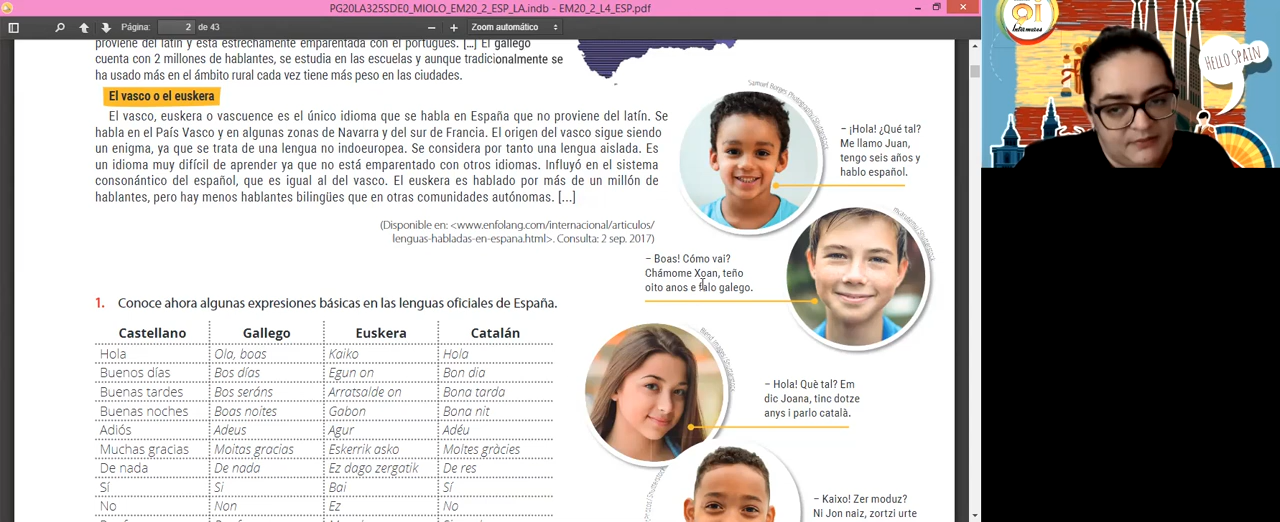 PG20LA325SDE0_MIOLO_EM20_2_ESP_LA.indb - EM20_2_L4_ESP.pdf
Página: 2 de 43
Zoom automático
proviene del latín y está estrechamente emparentada con el portugués. [...] El gallego
cuenta con 2 millones de hablantes, se estudia en las escuelas y aunque tradicionalmente se
ha usado más en el ámbito rural cada vez tiene más peso en las ciudades.
El vasco o el euskera
El vasco, euskera o vascuence es el único idioma que se habla en España que no proviene del latín. Se
habla en el País Vasco y en algunas zonas de Navarra y del sur de Francia. El origen del vasco sigue siendo
un enigma, ya que se trata de una lengua no indoeuropea. Se considera por tanto una lengua aislada. Es
un idioma muy difícil de aprender ya que no está emparentado con otros idiomas. Influyó en el sistema
consonántico del español, que es igual al del vasco. El euskera es hablado por más de un millón de
hablantes, pero hay menos hablantes bilingües que en otras comunidades autónomas. [...]
(Disponible en: <www.enfolang.com/internacional/articulos/
lenguas-habladas-en-espana.html>. Consulta: 2 sep. 2017)
1. Conoce ahora algunas expresiones básicas en las lenguas oficiales de España.
Castellano Gallego Euskera Catalán
Hola Ola, boas Kaiko Hola
Buenos días Bos días Egun on Bon dia
Buenas tardes Bos seráns Arratsalde on Bona tarda
Buenas noches Boas noites Gabon Bona nit
Adiós Adeus Agur Adéu
Muchas gracias Moitas gracias Eskerrik asko Moltes gràcies
De nada De nada Ez dago zergatik De res
Sí Si Bai Sí
No Non Ez No
– ¡Hola! ¿Qué tal?
Me llamo Juan,
tengo seis años y
hablo español.
– Boas! Cómo vai?
Chámome Xoan, teño
oito anos e falo galego.
– Hola! Què tal? Em
dic Joana, tinc dotze
anys i parlo català.
– Kaixo! Zer moduz?
Ni Jon naiz, zortzi urte
Samuel Borges Photography/Shutterstock
QI
HELLO SPAIN